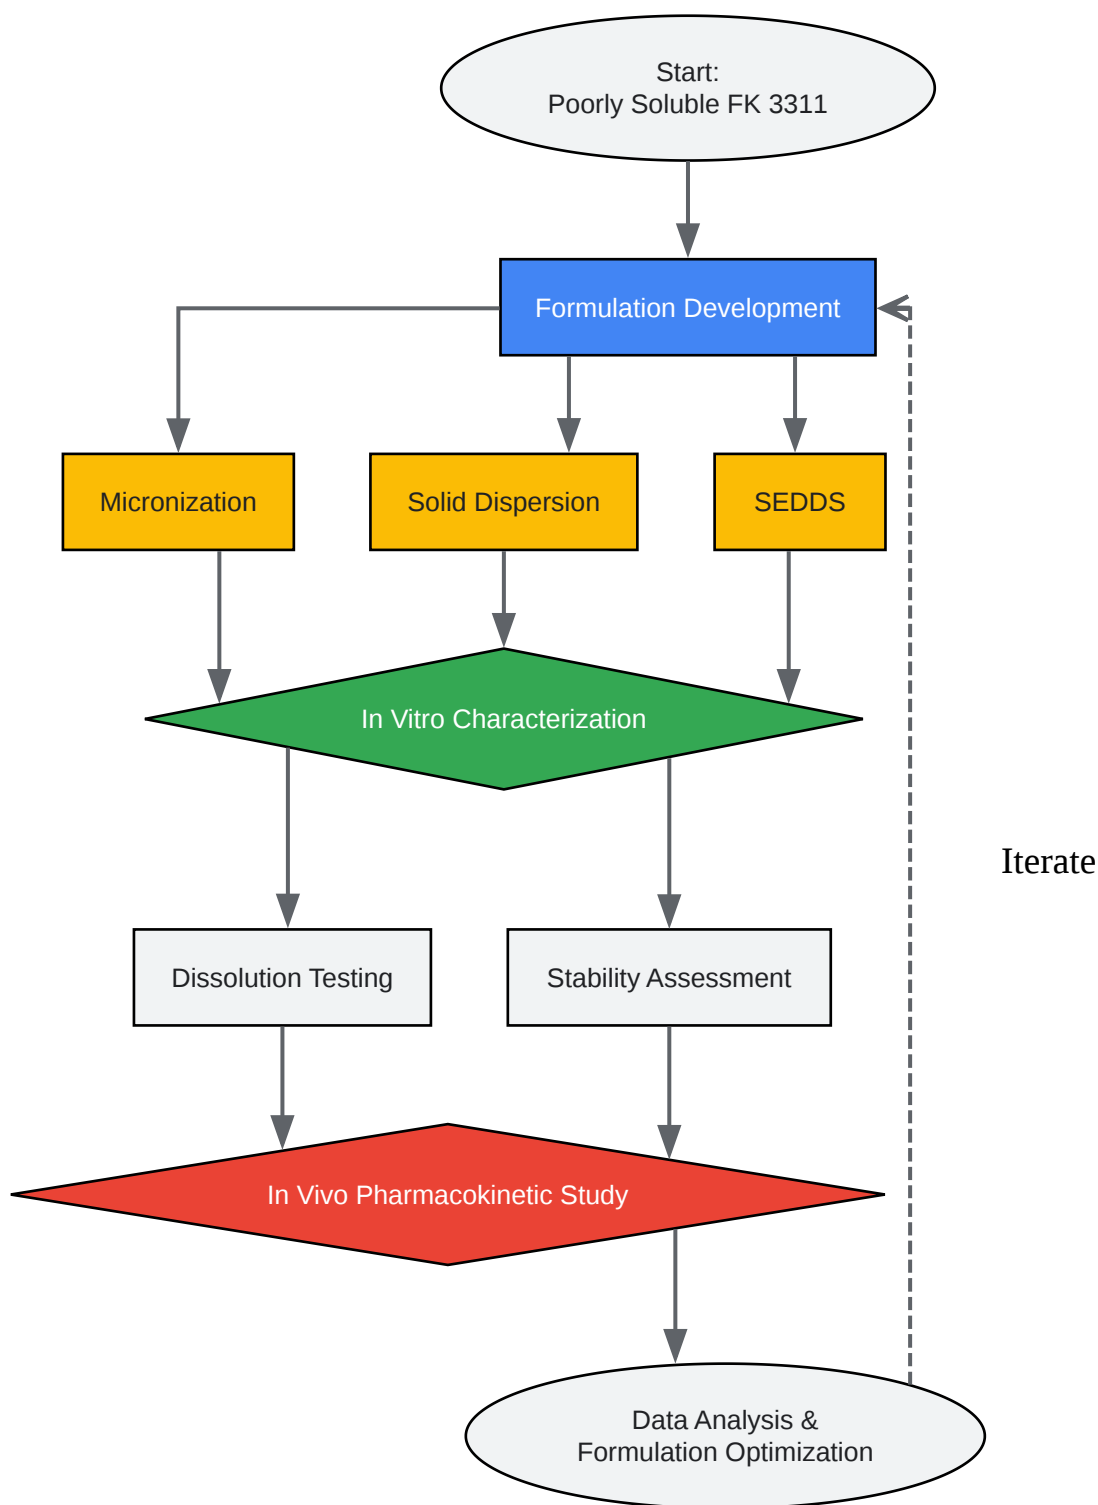 Start:
Poorly Soluble FK 3311
Formulation Development
Micronization
Solid Dispersion
SEDDS
In Vitro Characterization
Iterate
Dissolution Testing
Stability Assessment
In Vivo Pharmacokinetic Study
Data Analysis &
Formulation Optimization